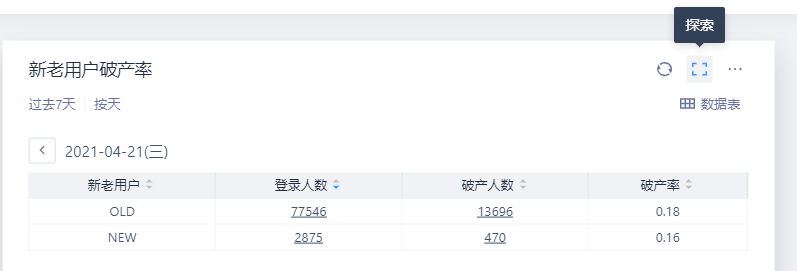 探索
新老用户破产率
过去7天 按天 数据表
2021-04-21(三)
新老用户 登录人数 破产人数 破产率
OLD 77546 13696 0.18
NEW 2875 470 0.16